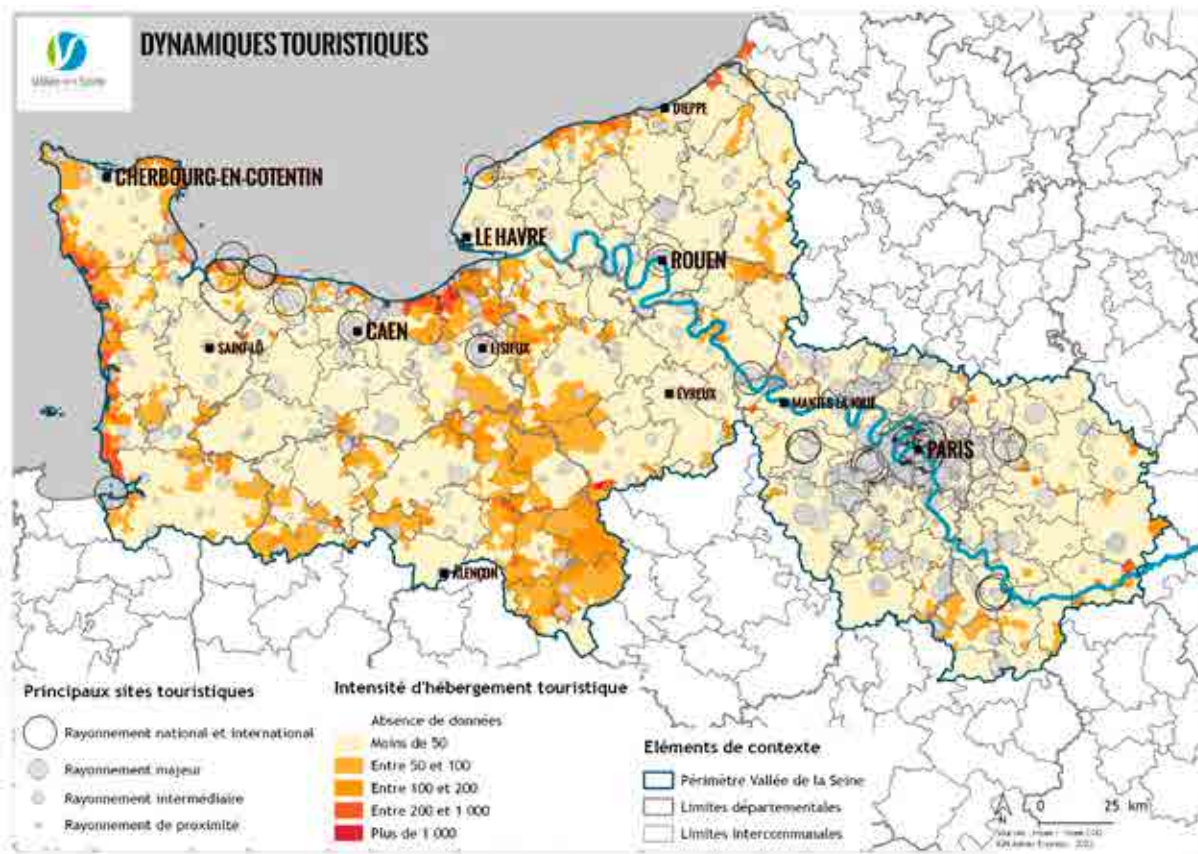 DYNAMIQUES TOURISTIQUES
DIEPPE
CHERBOURG-EN-COTENTIN
LE HAVRE
ROUEN
CAEN
SAINT-LÔ
LISIEUX
ÉVREUX
MANTES-LA-JOLIE
PARIS
ALENÇON
Principaux sites touristiques
Rayonnement national et international
Rayonnement majeur
Rayonnement intermédiaire
Rayonnement de proximité
Intensité d'hébergement touristique
Absence de données
Moins de 50
Entre 50 et 100
Entre 100 et 200
Entre 200 et 1 000
Plus de 1 000
Eléments de contexte
Périmètre Vallée de la Seine
Limites départementales
Limites intercommunales
N
0 25 km